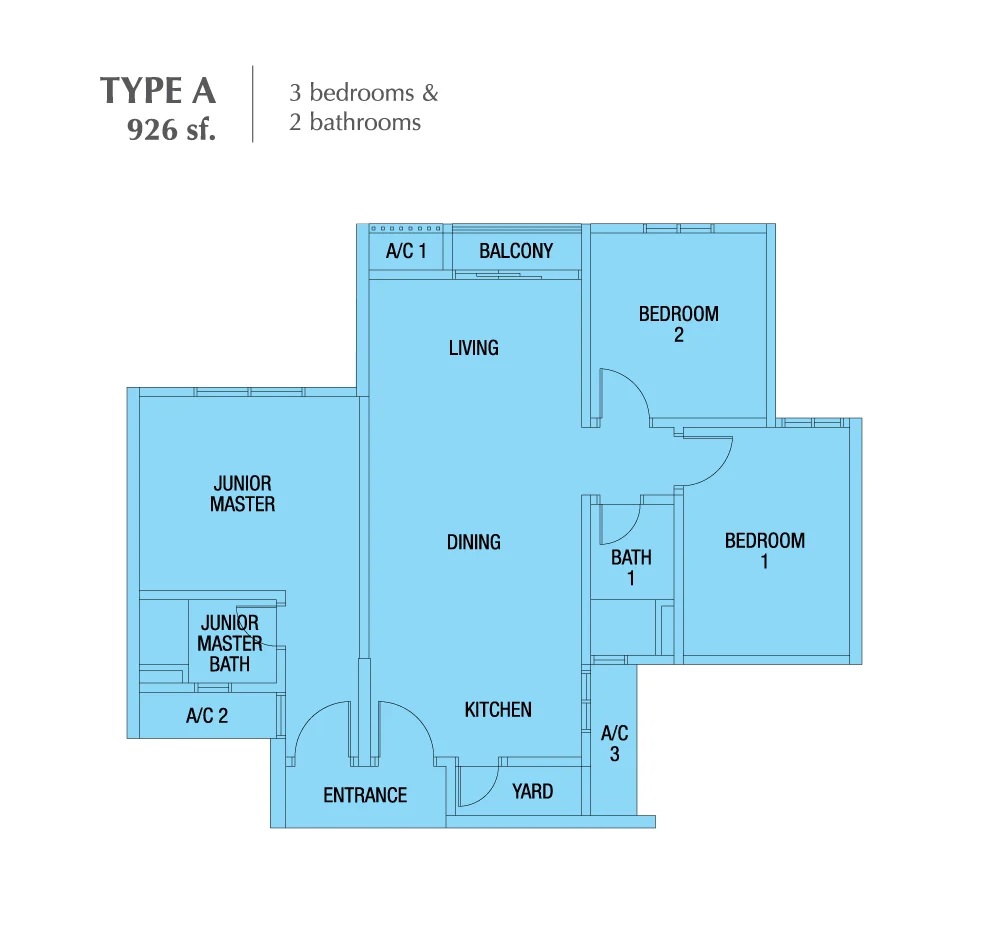 TYPE A
926 sf.
3 bedrooms &
2 bathrooms
A/C 1
BALCONY
BEDROOM
2
LIVING
JUNIOR
MASTER
DINING
BEDROOM
1
BATH
1
JUNIOR
MASTER
BATH
A/C 2
KITCHEN
A/C
3
ENTRANCE
YARD